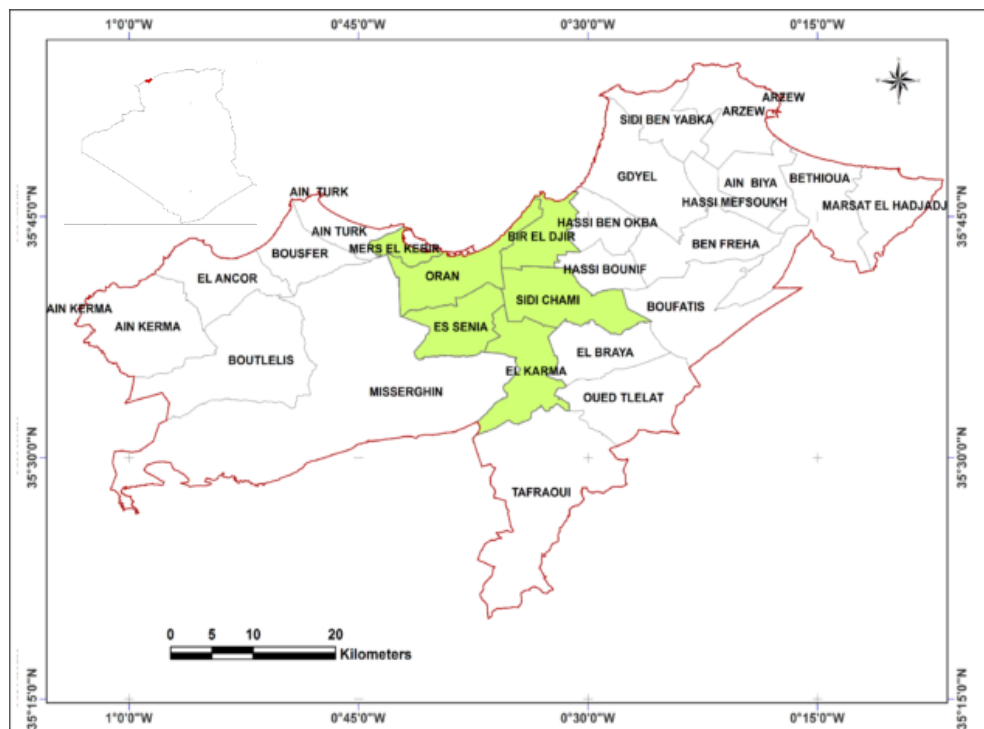 1°0'0"W 0°45'0"W 0°30'0"W 0°15'0"W
ARZEW
ARZEW
SIDI BEN YABKA
GDYEL
AIN BIYA
BETHIOUA
HASSI MEFSOUKH
MARSAT EL HADJADJ
AIN TURK
35°45'0"N
35°45'0"N
HASSI BEN OKBA
AIN TURK
BIR EL DJIR
MERS EL KEBIR
BEN FREHA
BOUSFER
EL ANCOR
ORAN
HASSI BOUNIF
SIDI CHAMI
BOUFATIS
AIN KERMA
AIN KERMA
ES SENIA
BOUTLELIS
EL BRAYA
EL KARMA
MISSERGHIN
OUED TLELAT
35°30'0"N
35°30'0"N
TAFRAOUI
0 5 10 20
Kilometers
35°15'0"N
35°15'0"N
1°0'0"W 0°45'0"W 0°30'0"W 0°15'0"W